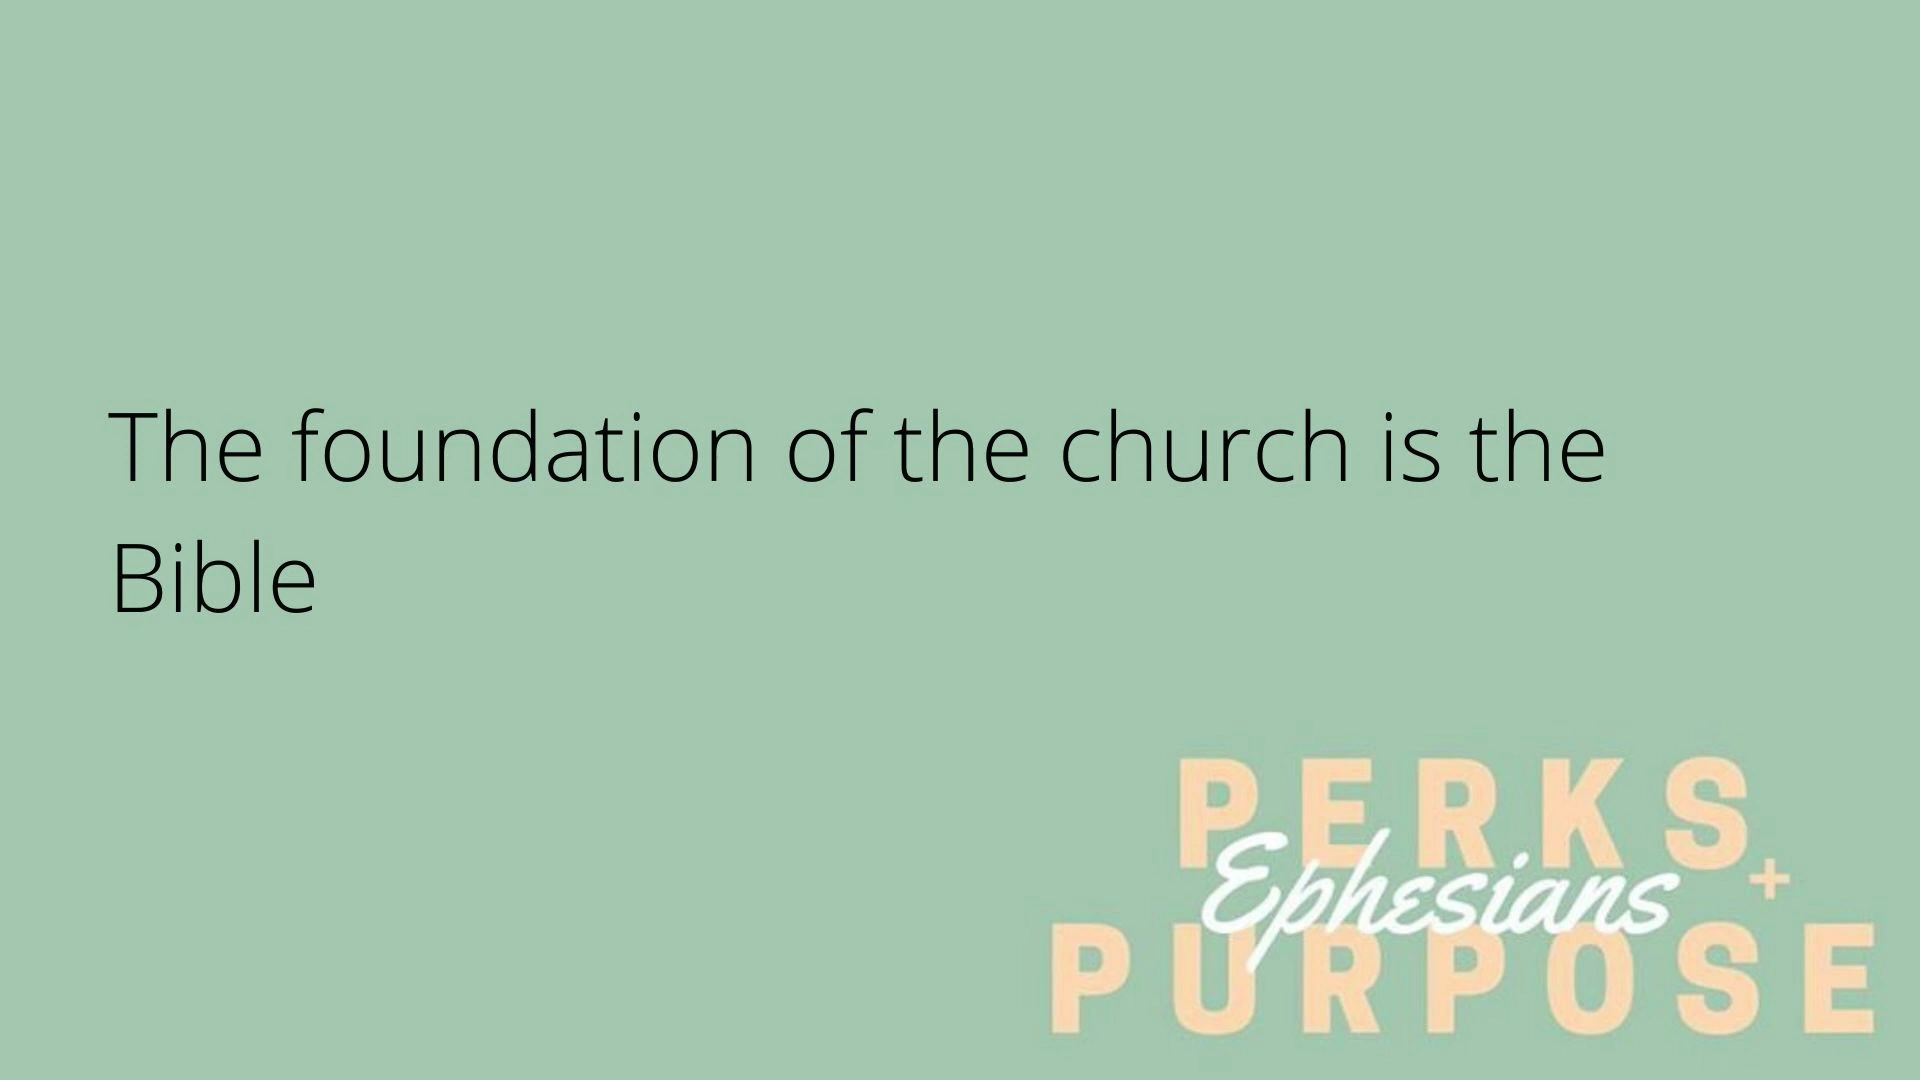 The foundation of the church is the
Bible
PERKS
Ephesians +
PURPOSE